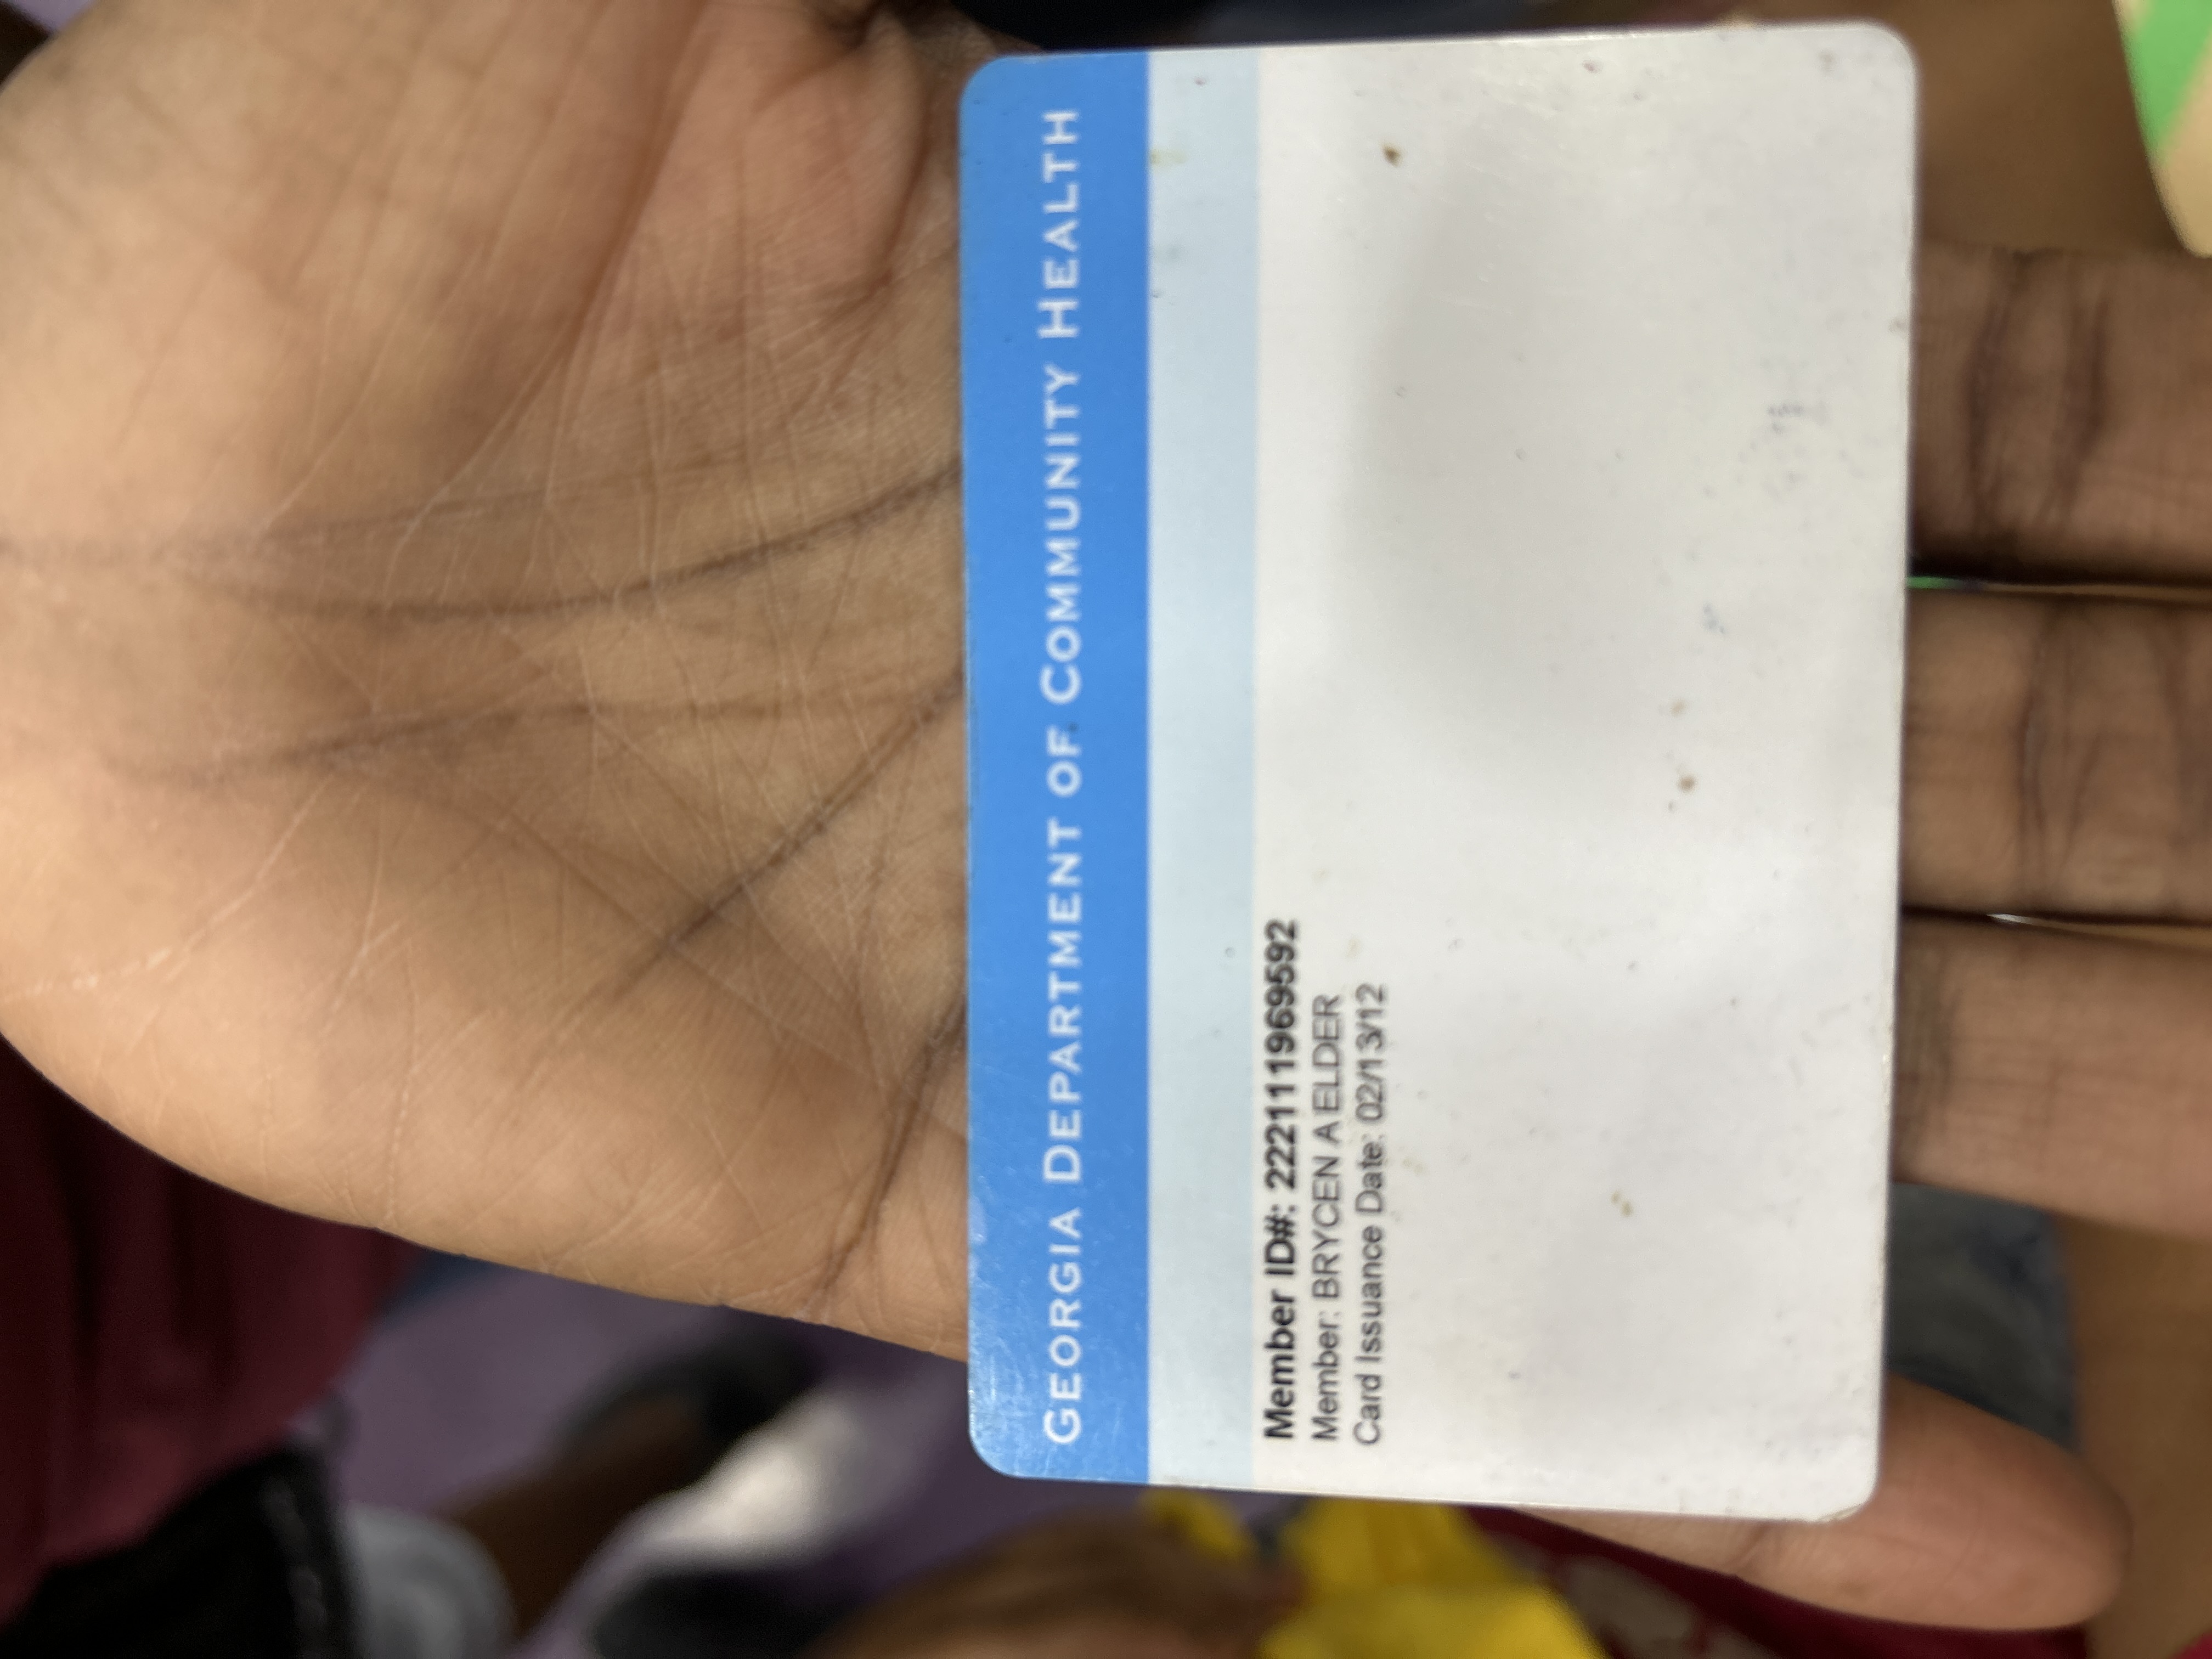 GEORGIA DEPARTMENT OF COMMUNITY HEALTH
Member ID#: 222111969592
Member: BRYCEN A ELDER
Card Issuance Date: 02/13/12